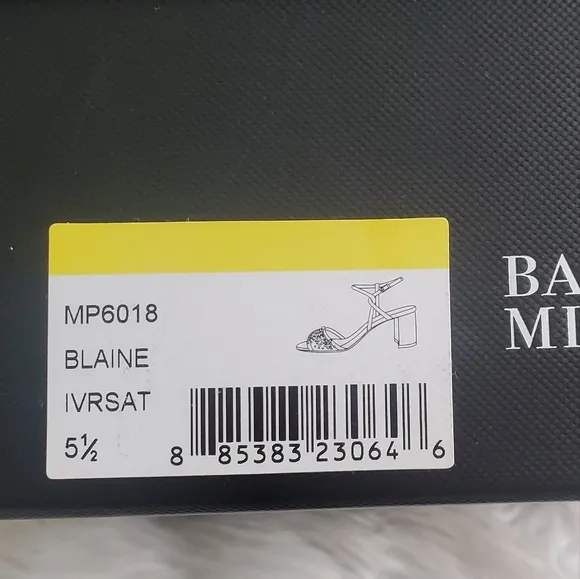 MP6018
BLAINE
IVRSAT
5½
8 85383 23064 6
BA
MI